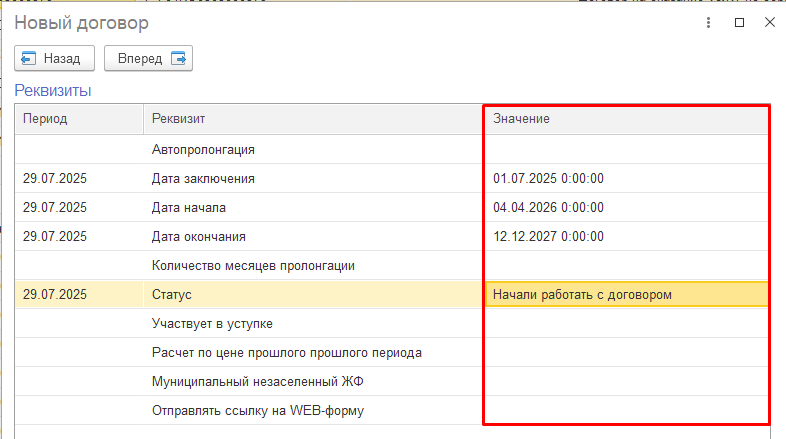 Новый договор
Назад Вперед
Реквизиты
Период Реквизит Значение
Автопролонгация
29.07.2025 Дата заключения 01.07.2025 0:00:00
29.07.2025 Дата начала 04.04.2026 0:00:00
29.07.2025 Дата окончания 12.12.2027 0:00:00
Количество месяцев пролонгации
29.07.2025 Статус Начали работать с договором
Участвует в уступке
Расчет по цене прошлого прошлого периода
Муниципальный незаселенный ЖФ
Отправлять ссылку на WEB-форму